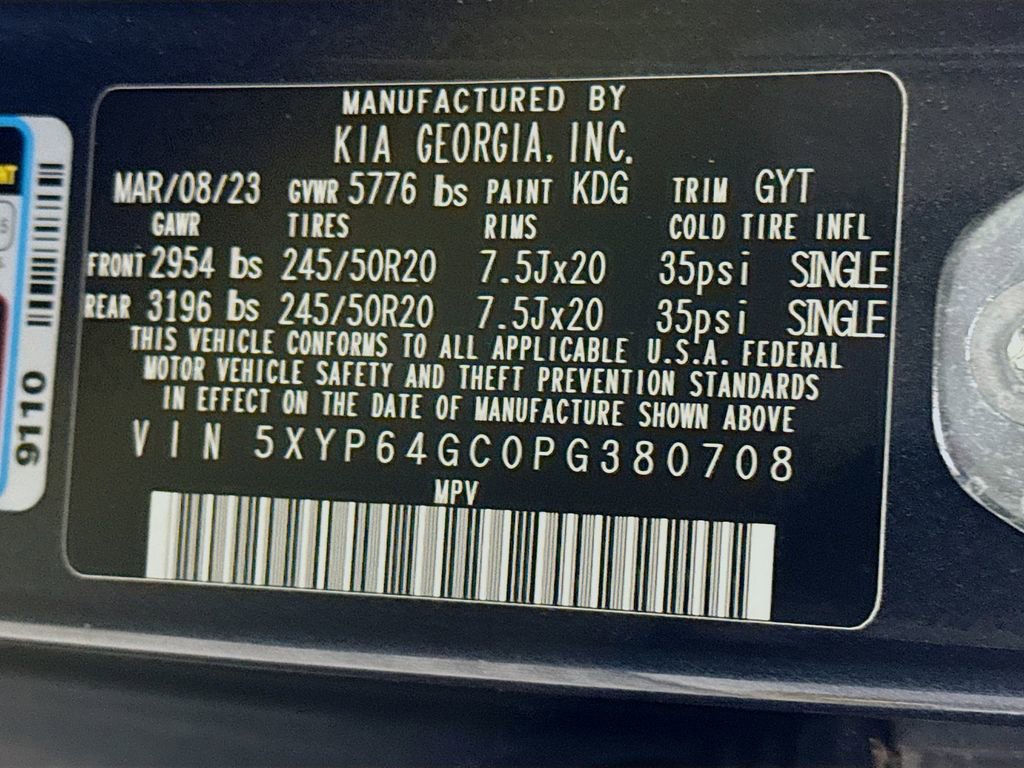 MANUFACTURED BY
KIA GEORGIA, INC.
MAR/08/23 GVWR 5776 lbs PAINT KDG TRIM GYT
GAWR TIRES RIMS COLD TIRE INFL
FRONT 2954 lbs 245/50R20 7.5Jx20 35psi SINGLE
REAR 3196 lbs 245/50R20 7.5Jx20 35psi SINGLE
THIS VEHICLE CONFORMS TO ALL APPLICABLE U.S.A. FEDERAL
MOTOR VEHICLE SAFETY AND THEFT PREVENTION STANDARDS
IN EFFECT ON THE DATE OF MANUFACTURE SHOWN ABOVE
VIN 5XYP64GC0PG380708
MPV
9110